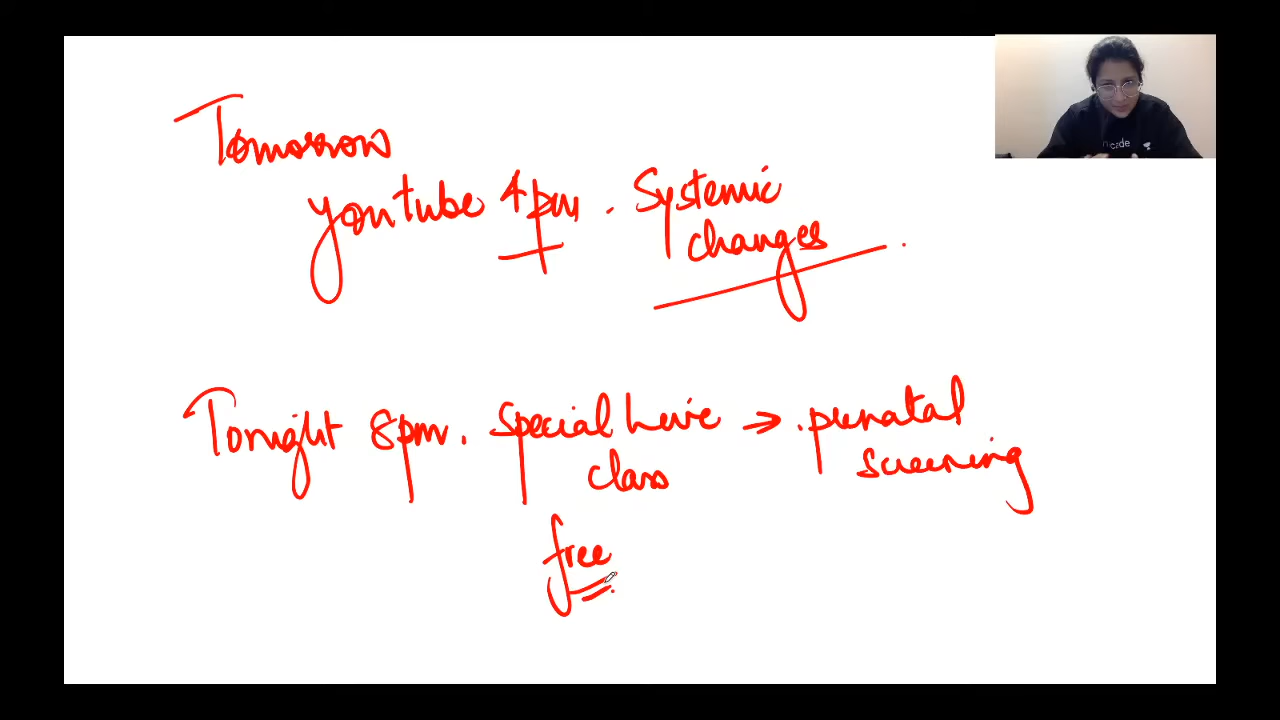 Tomorrow
youtube 4pm. Systemic
changes.
Tonight 8pm. Special Live → prenatal
class screening
free